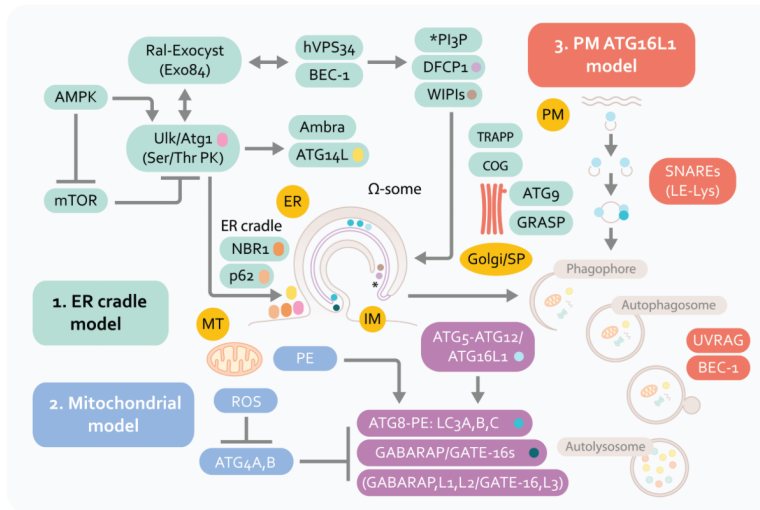 Ral-Exocyst
(Exo84)
hVPS34
BEC-1
*PI3P
DFCP1
WIPIs
3. PM ATG16L1
model
AMPK
Ulk/Atg1
(Ser/Thr PK)
mTOR
Ambra
ATG14L
PM
TRAPP
COG
ATG9
GRASP
SNAREs
(LE-Lys)
Ω-some
ER
ER cradle
NBR1
p62
*
Golgi/SP
Phagophore
1. ER cradle
model
MT
IM
Autophagosome
ATG5-ATG12/
ATG16L1
UVRAG
BEC-1
PE
2. Mitochondrial
model
ROS
ATG4A,B
ATG8-PE: LC3A,B,C
GABARAP/GATE-16s
(GABARAP,L1,L2/GATE-16,L3)
Autolysosome